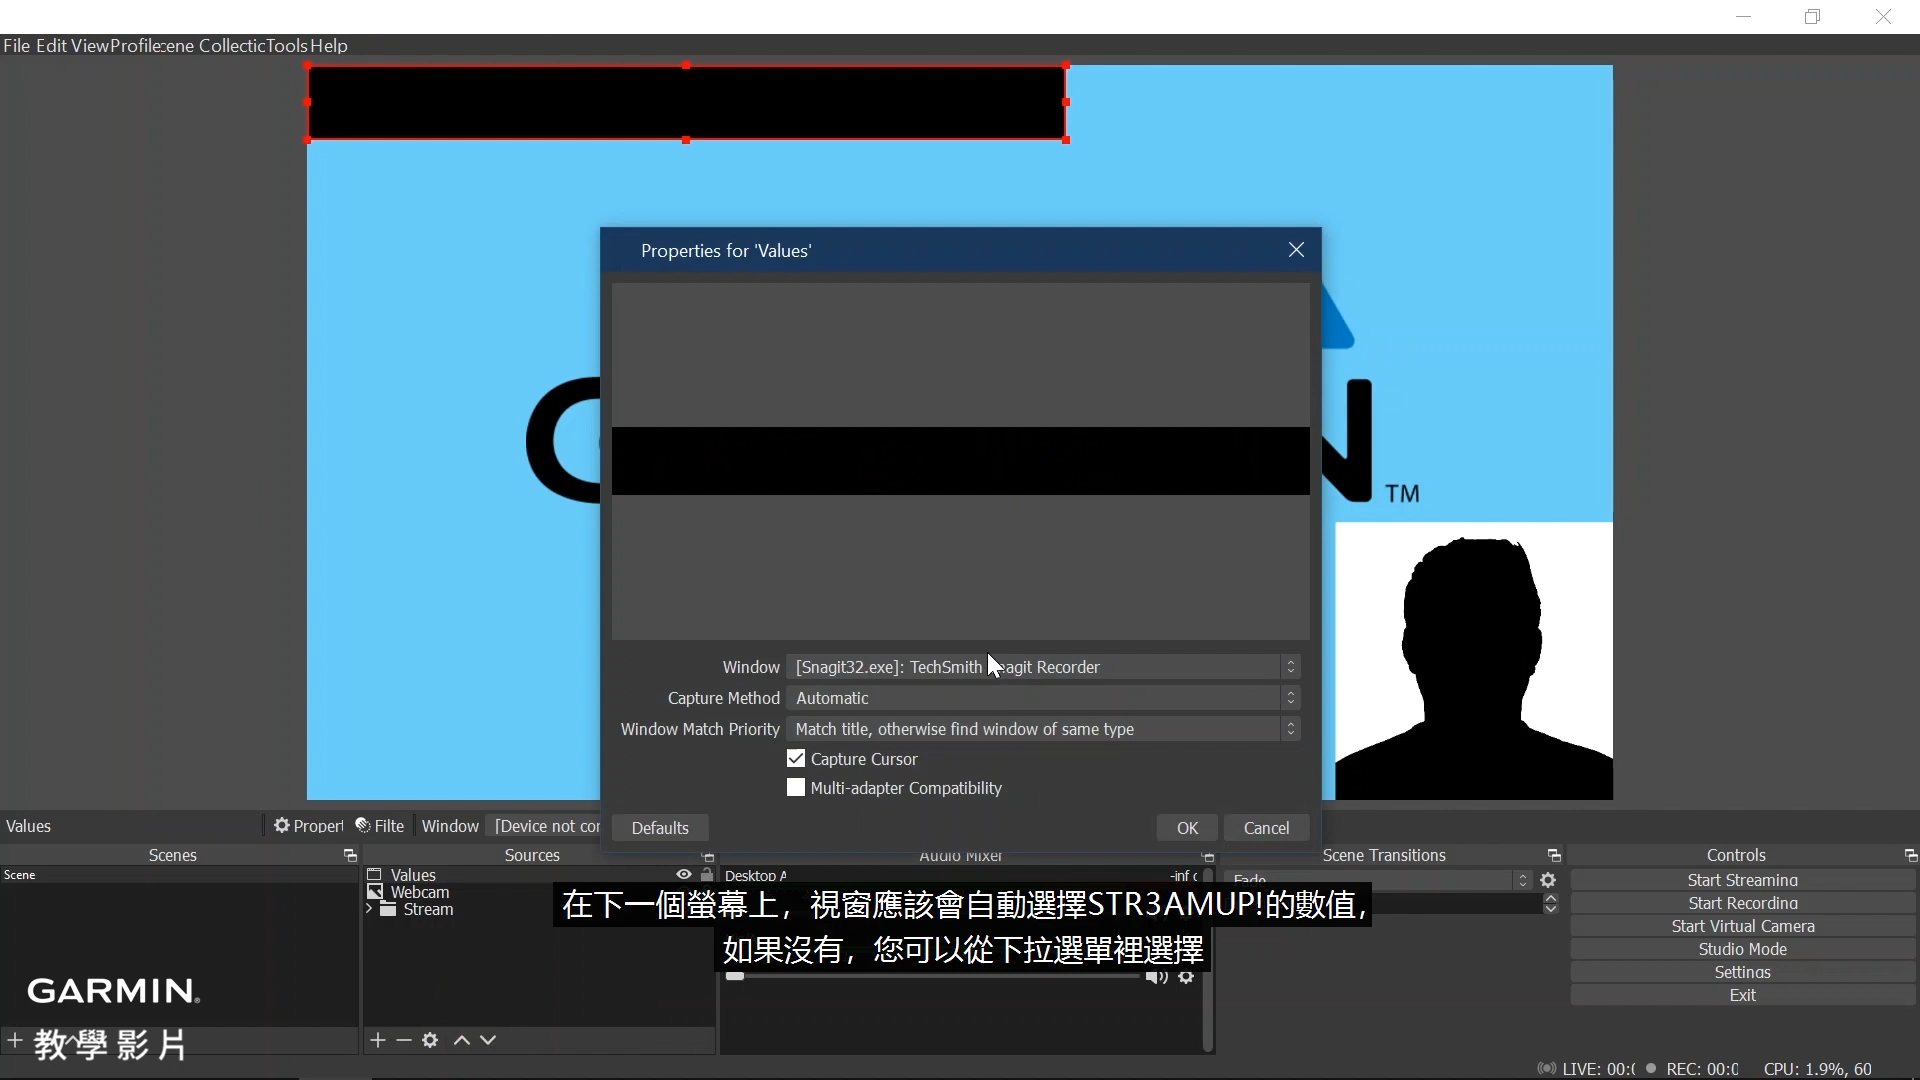 File Edit ViewProfile:ene CollecticTools Help
Properties for 'Values'
TM
Window [Snagit32.exe]: TechSmith agit Recorder
Capture Method Automatic
Window Match Priority Match title, otherwise find window of same type
Capture Cursor
Multi-adapter Compatibility
Defaults OK Cancel
Values Propert Filte Window [Device not cor
Scenes Sources Audio Mixer Scene Transitions Controls
Scene
Values
Webcam
Stream
Desktop A -inf
Fade
Start Streaming
Start Recording
Start Virtual Camera
Studio Mode
Settings
Exit
在下一個螢幕上，視窗應該會自動選擇STR3AMUP!的數值，
如果沒有，您可以從下拉選單裡選擇
GARMIN
教學影片
LIVE: 00:( REC: 00:0 CPU: 1.9%, 60